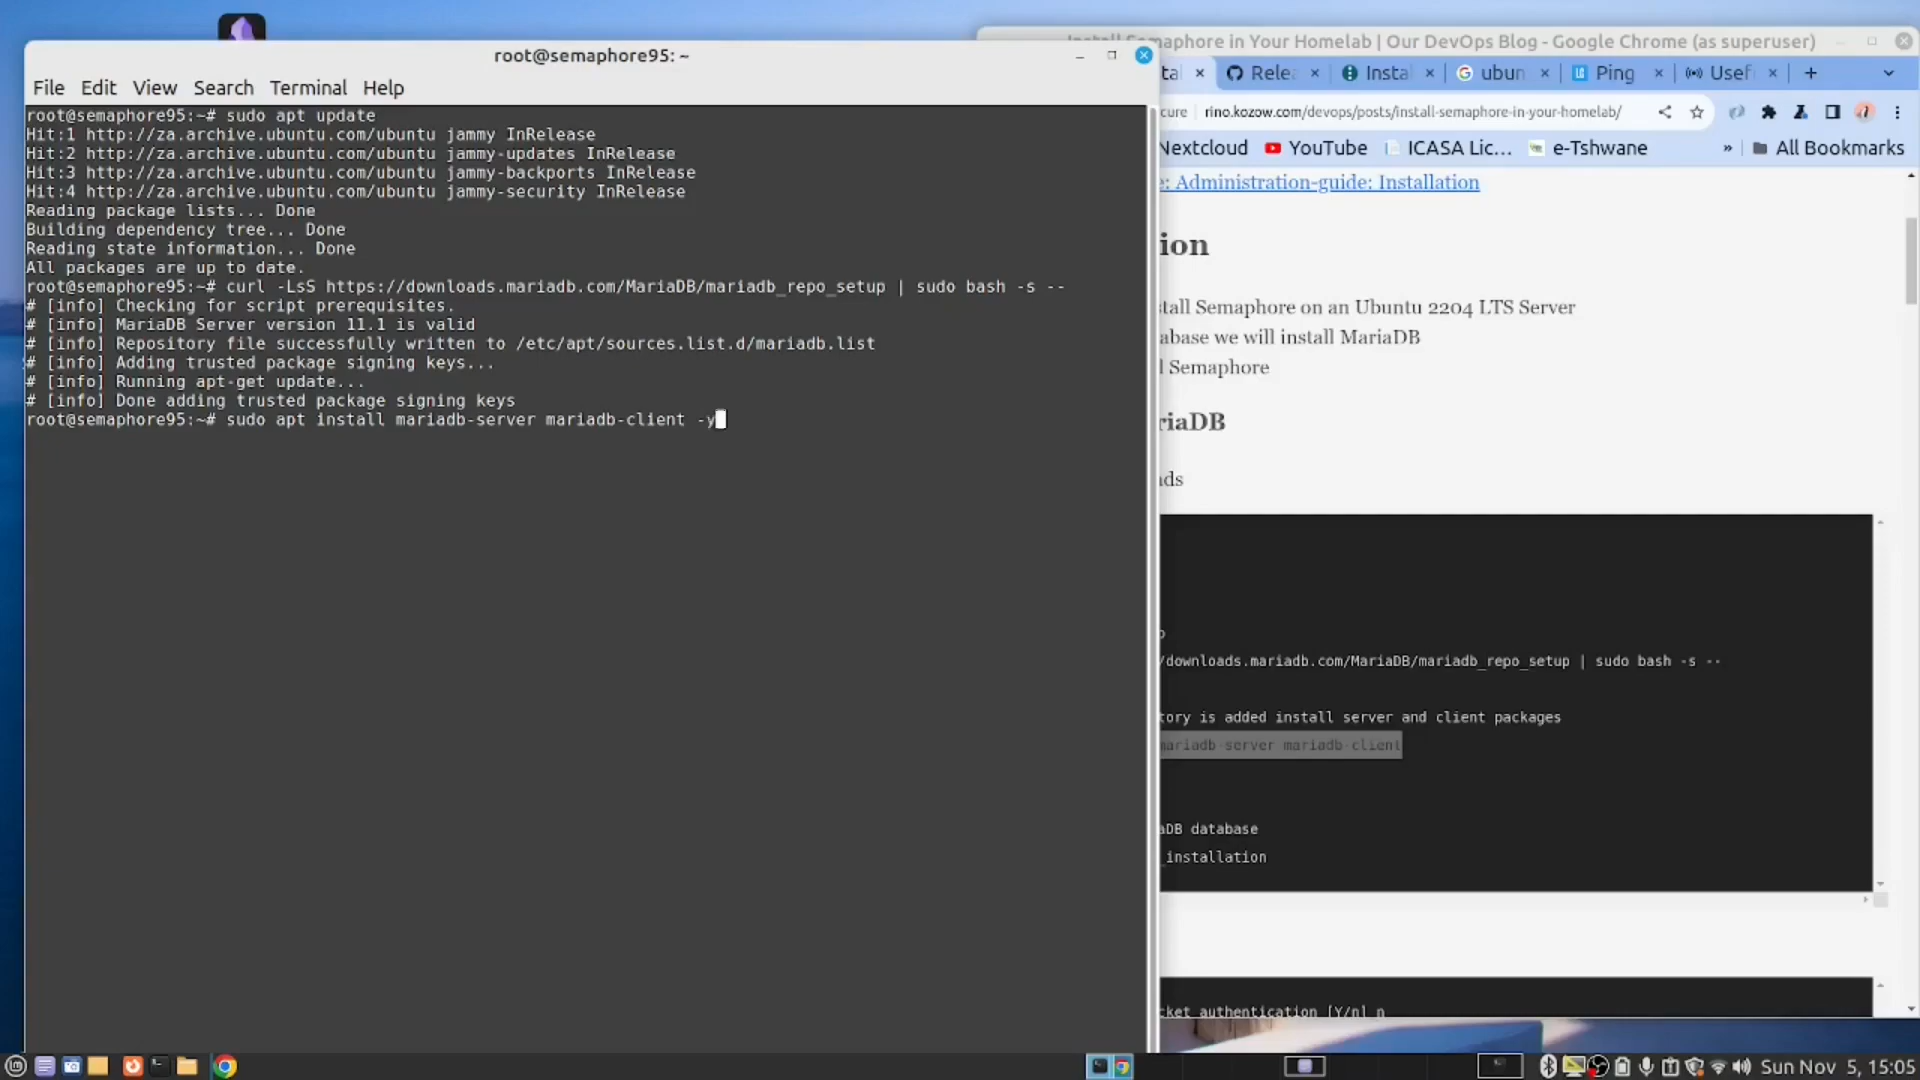 root@semaphore95: ~
File Edit View Search Terminal Help
root@semaphore95:~# sudo apt update
Hit:1 http://za.archive.ubuntu.com/ubuntu jammy InRelease
Hit:2 http://za.archive.ubuntu.com/ubuntu jammy-updates InRelease
Hit:3 http://za.archive.ubuntu.com/ubuntu jammy-backports InRelease
Hit:4 http://za.archive.ubuntu.com/ubuntu jammy-security InRelease
Reading package lists... Done
Building dependency tree... Done
Reading state information... Done
All packages are up to date.
root@semaphore95:~# curl -LsS https://downloads.mariadb.com/MariaDB/mariadb_repo_setup | sudo bash -s --
# [info] Checking for script prerequisites.
# [info] MariaDB Server version 11.1 is valid
# [info] Repository file successfully written to /etc/apt/sources.list.d/mariadb.list
# [info] Adding trusted package signing keys...
# [info] Running apt-get update...
# [info] Done adding trusted package signing keys
root@semaphore95:~# sudo apt install mariadb-server mariadb-client -y
Install Semaphore in Your Homelab | Our DevOps Blog - Google Chrome (as superuser)
tal Rele Instal ubun Ping Usef
cure rino.kozow.com/devops/posts/install-semaphore-in-your-homelab/
Nextcloud YouTube ICASA Lic... e-Tshwane » All Bookmarks
e: Administration-guide: Installation
ion
stall Semaphore on an Ubuntu 2204 LTS Server
abase we will install MariaDB
l Semaphore
riaDB
nds
/downloads.mariadb.com/MariaDB/mariadb_repo_setup | sudo bash -s --
tory is added install server and client packages
mariadb-server mariadb-client
aDB database
_installation
cket authentication [Y/n] n
Sun Nov 5, 15:05